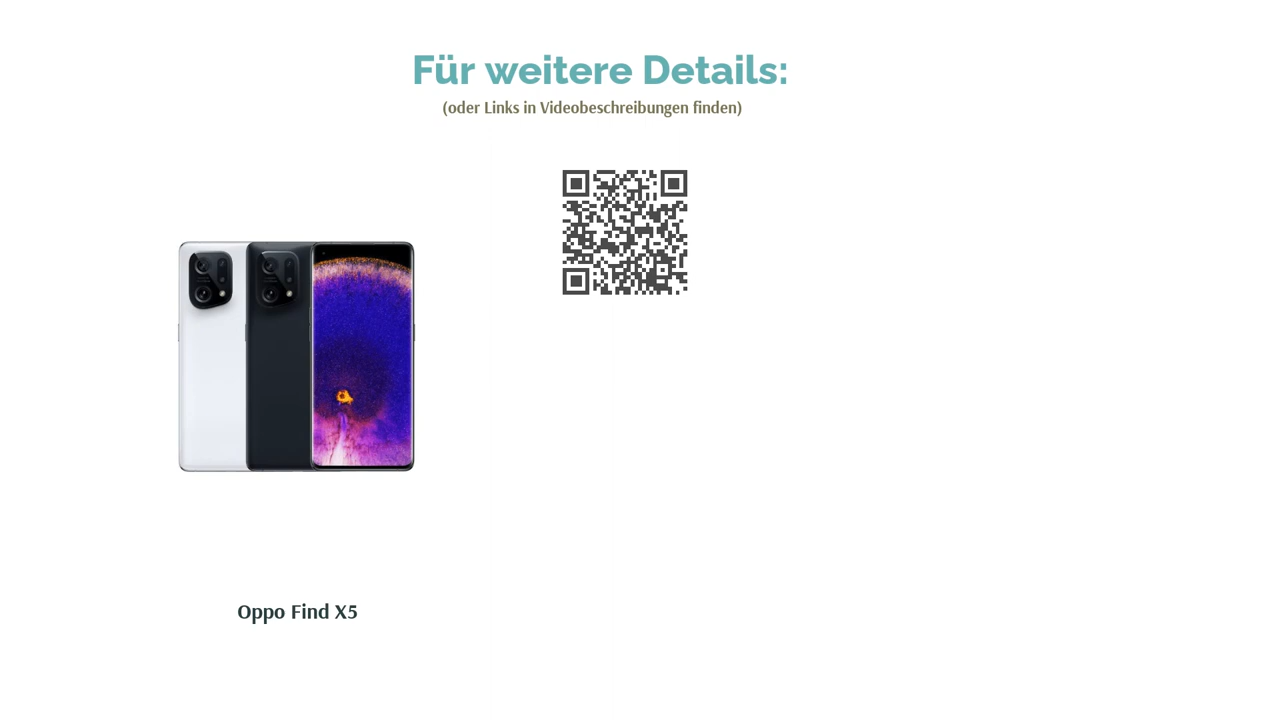 Für weitere Details:
(oder Links in Videobeschreibungen finden)
Oppo Find X5